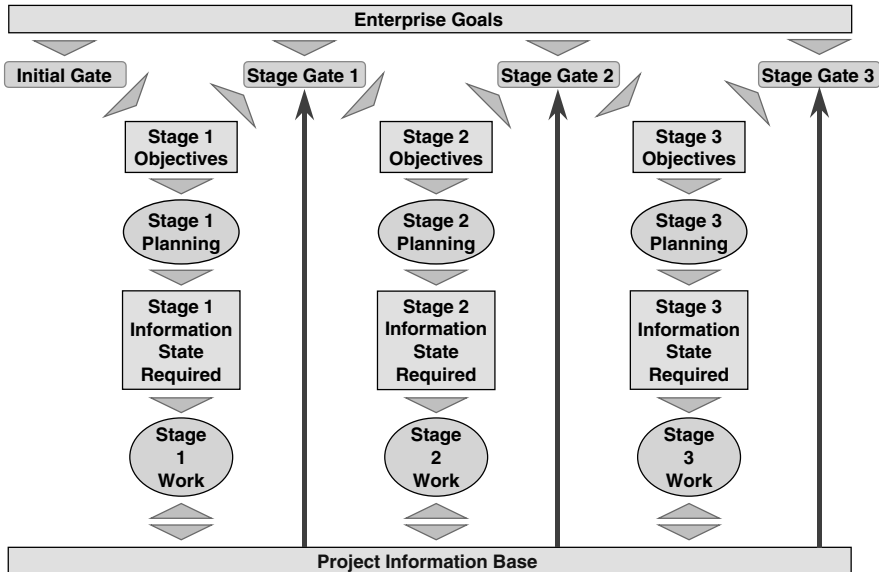 Enterprise Goals
Initial Gate
Stage Gate 1
Stage Gate 2
Stage Gate 3
Stage 1
Objectives
Stage 2
Objectives
Stage 3
Objectives
Stage 1
Planning
Stage 2
Planning
Stage 3
Planning
Stage 1
Information
State
Required
Stage 2
Information
State
Required
Stage 3
Information
State
Required
Stage
1
Work
Stage
2
Work
Stage
3
Work
Project Information Base